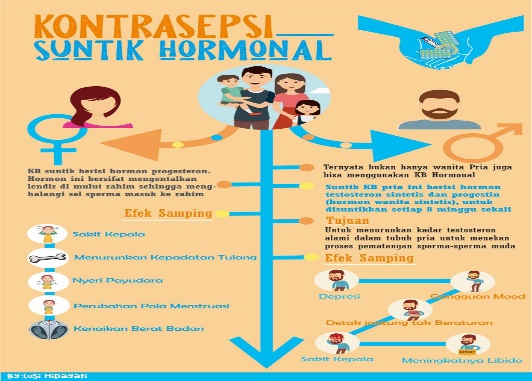 KONTRASEPSI
SUNTIK HORMONAL
KB suntik berisi hormon progesteron.
Hormon ini bersifat mengentalkan
lendir di mulut rahim sehingga meng-
halangi sel sperma masuk ke rahim
Efek Samping
Sakit Kepala
Menurunkan Kepadatan Tulang
Nyeri Payudara
Perubahan Pola Menstruasi
Kenaikan Berat Badan
Ternyata bukan hanya wanita Pria juga
bisa menggunakan KB Hormonal
Suntik KB pria ini berisi hormon
testosteron sintetis dan progestin
(hormon wanita sintetis), untuk
disuntikkan setiap 8 minggu sekali
Tujuan
Untuk menurunkan kadar testosteron
alami dalam tubuh pria untuk menekan
proses pematangan sperma-sperma muda
Efek Samping
Depresi
Gangguan Mood
Detak jantung tak Beraturan
Sakit Kepala
Meningkatnya Libido
By:Lusi Hidayati